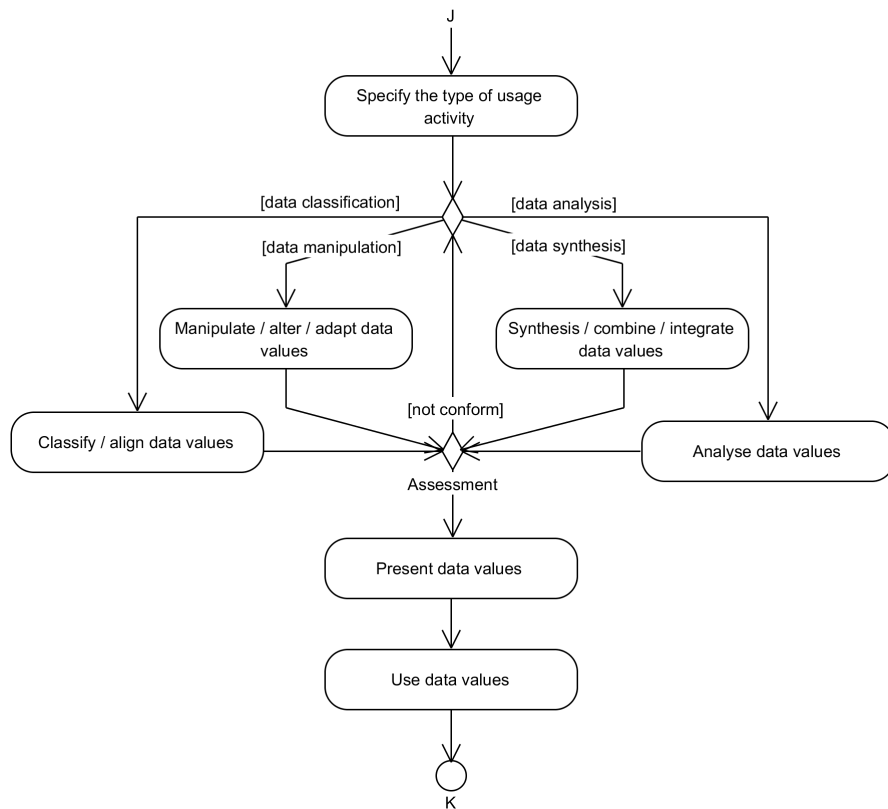 J
Specify the type of usage
activity
[data classification]
[data analysis]
[data manipulation]
[data synthesis]
Manipulate / alter / adapt data
values
Synthesis / combine / integrate
data values
[not conform]
Classify / align data values
Analyse data values
Assessment
Present data values
Use data values
K